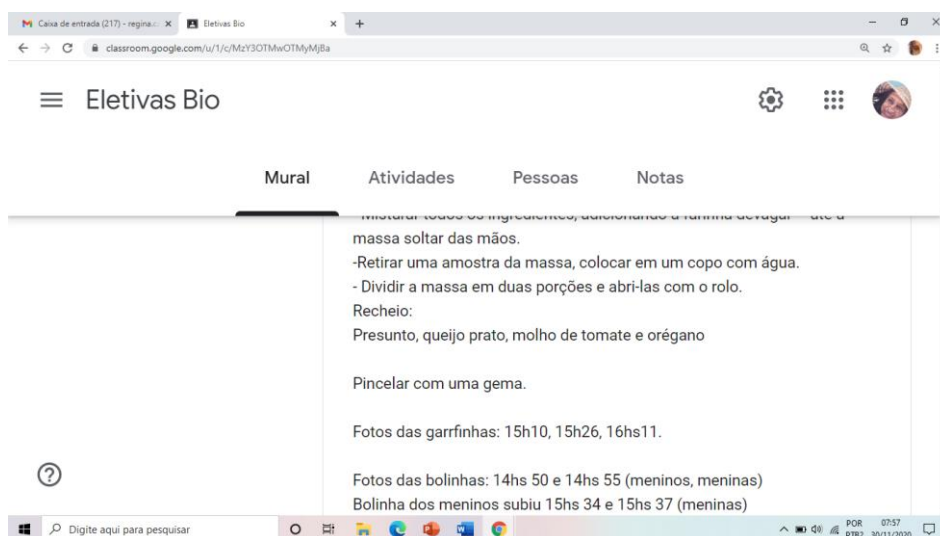 Caixa de entrada (217) - regina.c
Eletivas Bio
classroom.google.com/u/1/c/MzY3OTMwOTMyMjBa
Eletivas Bio
Mural Atividades Pessoas Notas
massa soltar das mãos.
-Retirar uma amostra da massa, colocar em um copo com água.
- Dividir a massa em duas porções e abri-las com o rolo.
Recheio:
Presunto, queijo prato, molho de tomate e orégano
Pincelar com uma gema.
Fotos das garrfinhas: 15h10, 15h26, 16hs11.
Fotos das bolinhas: 14hs 50 e 14hs 55 (meninos, meninas)
Bolinha dos meninos subiu 15hs 34 e 15hs 37 (meninas)
Digite aqui para pesquisar
POR 07:57
PTB2 30/11/2020